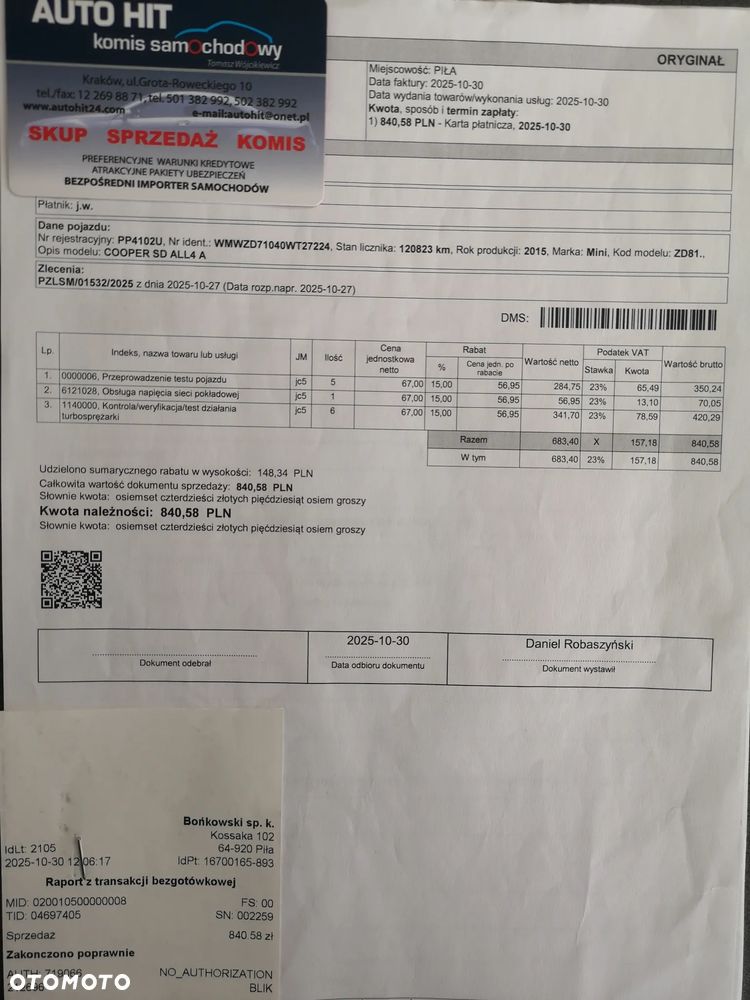 AUTO HIT
komis samochodowy
Tomasz Wójcikiewicz
Kraków, ul.Grota-Roweckiego 10
tel./fax: 12 269 88 71, tel. 501 382 992, 502 382 992
www.autohit24.com e-mail:autohit@onet.pl
SKUP SPRZEDAŻ KOMIS
PREFERENCYJNE WARUNKI KREDYTOWE
ATRAKCYJNE PAKIETY UBEZPIECZEŃ
BEZPOŚREDNI IMPORTER SAMOCHODÓW
ORYGINAŁ
Miejscowość: PIŁA
Data faktury: 2025-10-30
Data wydania towarów/wykonania usług: 2025-10-30
Kwota, sposób i termin zapłaty:
1) 840,58 PLN - Karta płatnicza, 2025-10-30
Płatnik: j.w.
Dane pojazdu:
Nr rejestracyjny: PP4102U, Nr ident.: WMWZD71040WT27224, Stan licznika: 120823 km, Rok produkcji: 2015, Marka: Mini, Kod modelu: ZD81.,
Opis modelu: COOPER SD ALL4 A
Zlecenia:
PZLSM/01532/2025 z dnia 2025-10-27 (Data rozp.napr. 2025-10-27)
DMS:
Lp. Indeks, nazwa towaru lub usługi JM Ilość Cena jednostkowa netto Rabat % Cena jedn. po rabacie Wartość netto Podatek VAT Stawka Kwota Wartość brutto
1. 0000006, Przeprowadzenie testu pojazdu jc5 5 67,00 15,00 56,95 284,75 23% 65,49 350,24
2. 6121028, Obsługa napięcia sieci pokładowej jc5 1 67,00 15,00 56,95 56,95 23% 13,10 70,05
3. 1140000, Kontrola/weryfikacja/test działania jc5 6 67,00 15,00 56,95 341,70 23% 78,59 420,29
turbosprężarki
Razem 683,40 X 157,18 840,58
W tym 683,40 23% 157,18 840,58
Udzielono sumarycznego rabatu w wysokości: 148,34 PLN
Całkowita wartość dokumentu sprzedaży: 840,58 PLN
Słownie kwota: osiemset czterdzieści złotych pięćdziesiąt osiem groszy
Kwota należności: 840,58 PLN
Słownie kwota: osiemset czterdzieści złotych pięćdziesiąt osiem groszy
2025-10-30 Daniel Robaszyński
Dokument odebrał Data odbioru dokumentu Dokument wystawił
Bońkowski sp. k.
Kossaka 102
IdLt: 2105 64-920 Piła
2025-10-30 12:06:17 IdPt: 16700165-893
Raport z transakcji bezgotówkowej
MID: 020010500000008 FS: 00
TID: 04697405 SN: 002259
Sprzedaż 840.58 zł
Zakończono poprawnie
AUTH: 719066 NO_AUTHORIZATION
BLIK
OTOMOTO